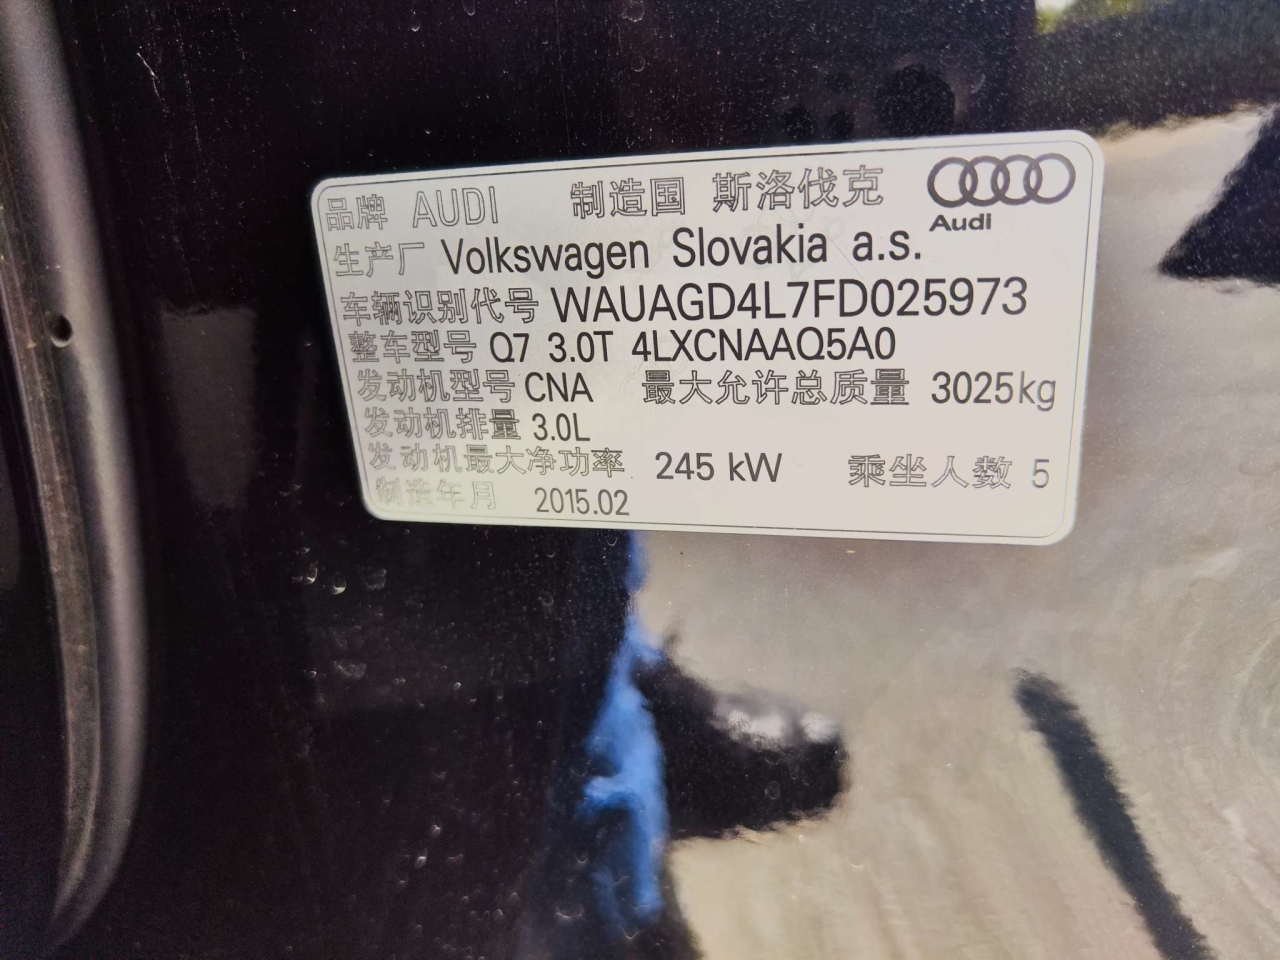 品牌 AUDI 制造国 斯洛伐克
Audi
生产厂 Volkswagen Slovakia a.s.
车辆识别代号 WAUAGD4L7FD025973
整车型号 Q7 3.0T 4LXCNAAQ5A0
发动机型号 CNA 最大允许总质量 3025kg
发动机排量 3.0L
发动机最大净功率 245 kW 乘坐人数 5
制造年月 2015.02